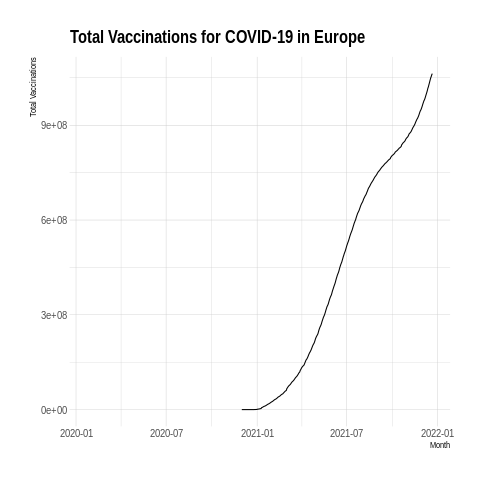 Total Vaccinations for COVID-19 in Europe
Total Vaccinations
9e+08
6e+08
3e+08
0e+00
2020-01 2020-07 2021-01 2021-07 2022-01
Month